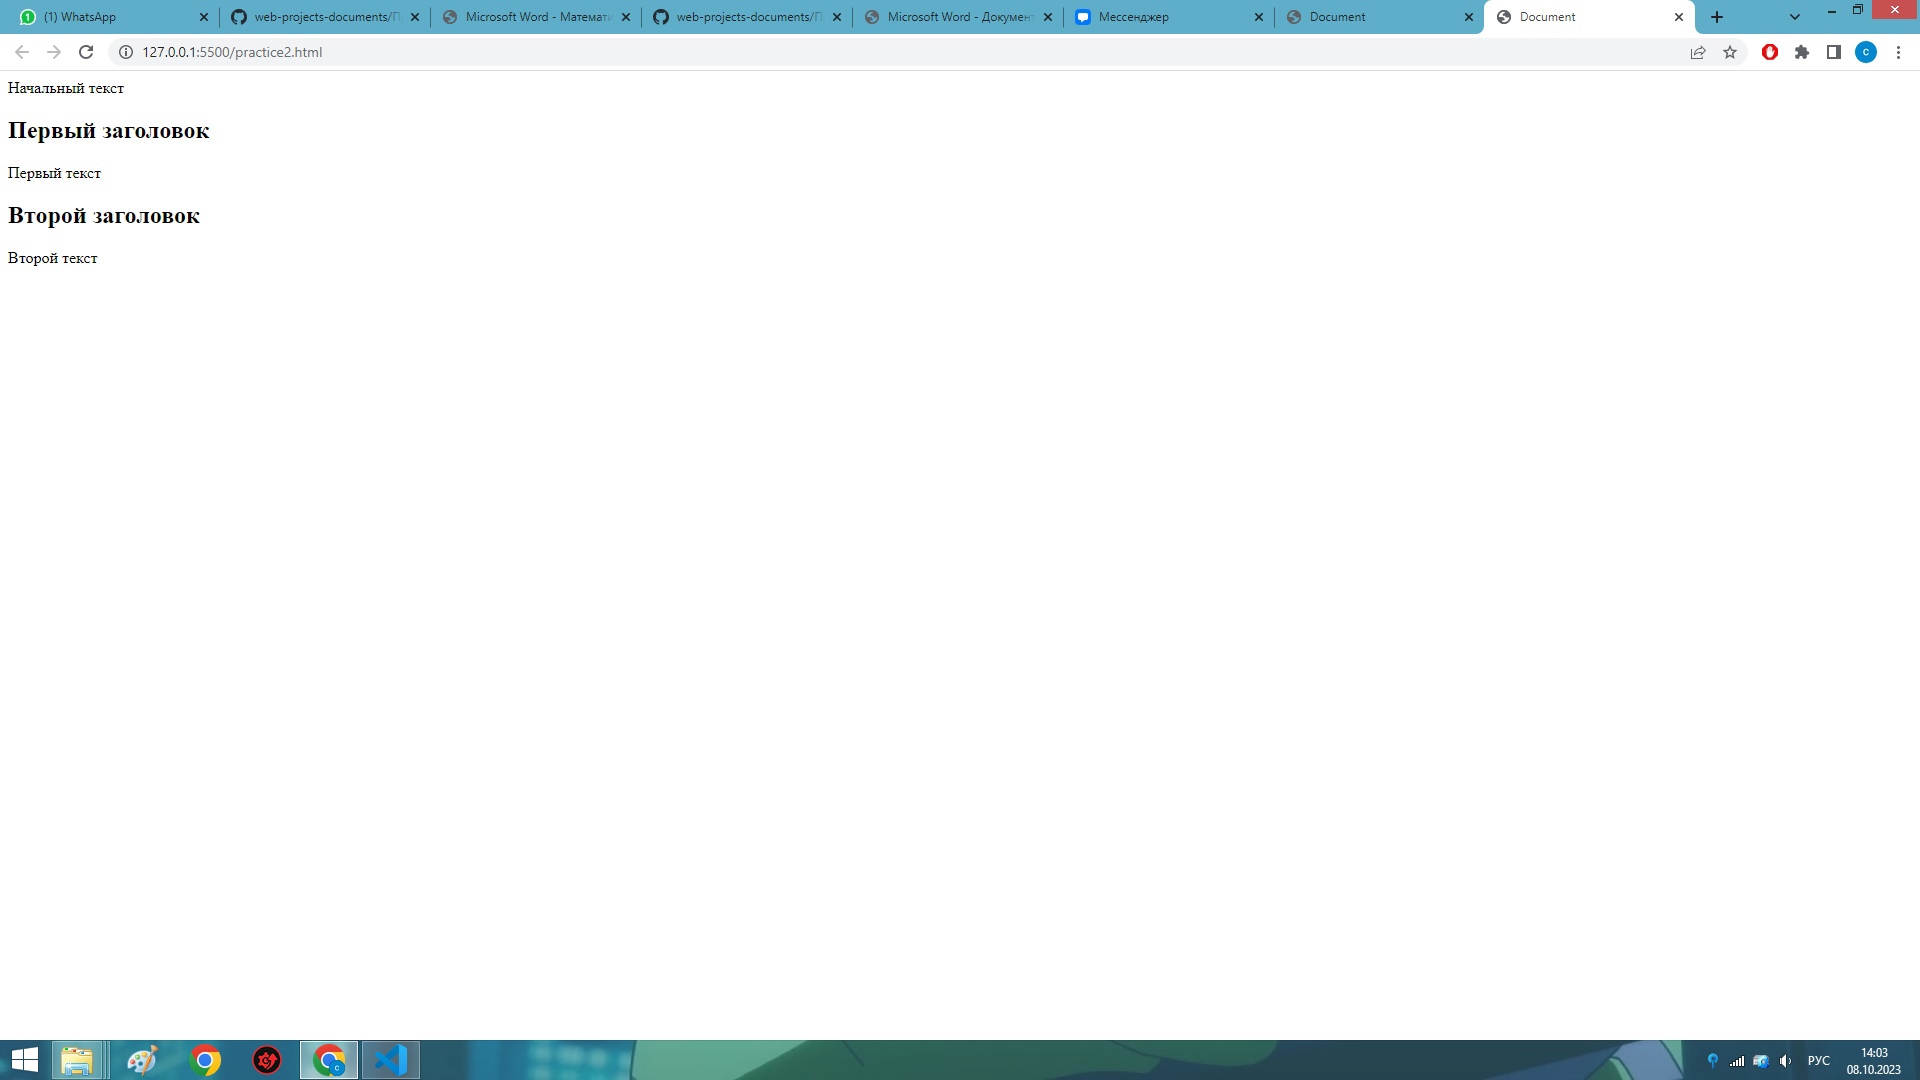 (1) WhatsApp
web-projects-documents/П
Microsoft Word - Математи
web-projects-documents/П
Microsoft Word - Документ
Мессенджер
Document
Document
127.0.0.1:5500/practice2.html
Начальный текст
Первый заголовок
Первый текст
Второй заголовок
Второй текст
РУС
14:03
08.10.2023